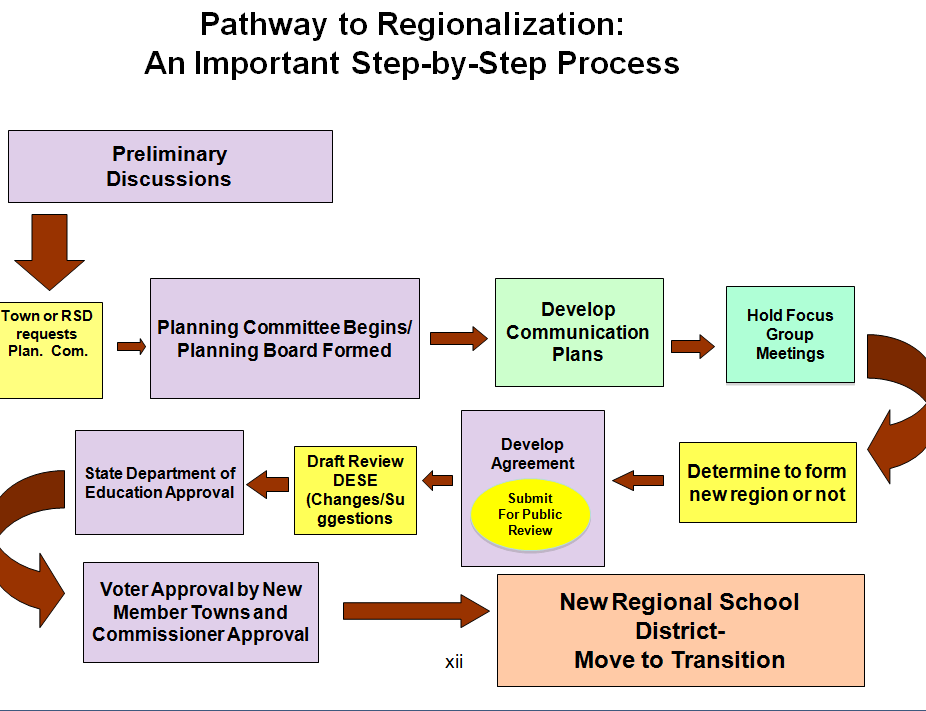 Pathway to Regionalization:
An Important Step-by-Step Process
Preliminary
Discussions
Town or RSD
requests
Plan. Com.
Planning Committee Begins/
Planning Board Formed
Develop
Communication
Plans
Hold Focus
Group
Meetings
Determine to form
new region or not
Develop
Agreement
Submit
For Public
Review
Draft Review
DESE
(Changes/Su
ggestions
State Department of
Education Approval
Voter Approval by New
Member Towns and
Commissioner Approval
New Regional School
District-
Move to Transition
xii